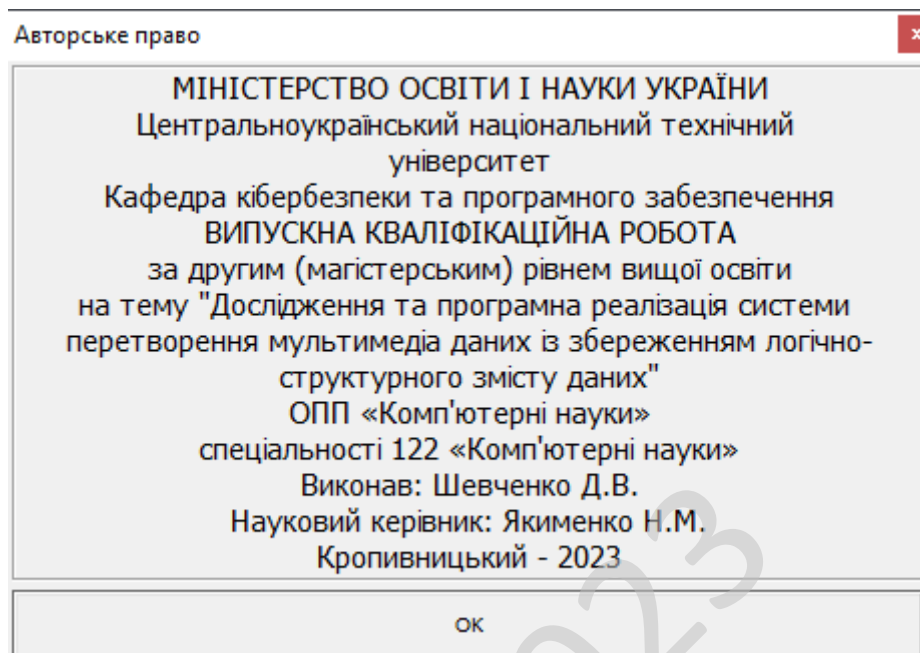 Авторське право
x
МІНІСТЕРСТВО ОСВІТИ І НАУКИ УКРАЇНИ
Центральноукраїнський національний технічний
університет
Кафедра кібербезпеки та програмного забезпечення
ВИПУСКНА КВАЛІФІКАЦІЙНА РОБОТА
за другим (магістерським) рівнем вищої освіти
на тему "Дослідження та програмна реалізація системи
перетворення мультимедіа даних із збереженням логічно-
структурного змісту даних"
ОПП «Комп'ютерні науки»
спеціальності 122 «Комп'ютерні науки»
Виконав: Шевченко Д.В.
Науковий керівник: Якименко Н.М.
Кропивницький - 2023
ОК
2023